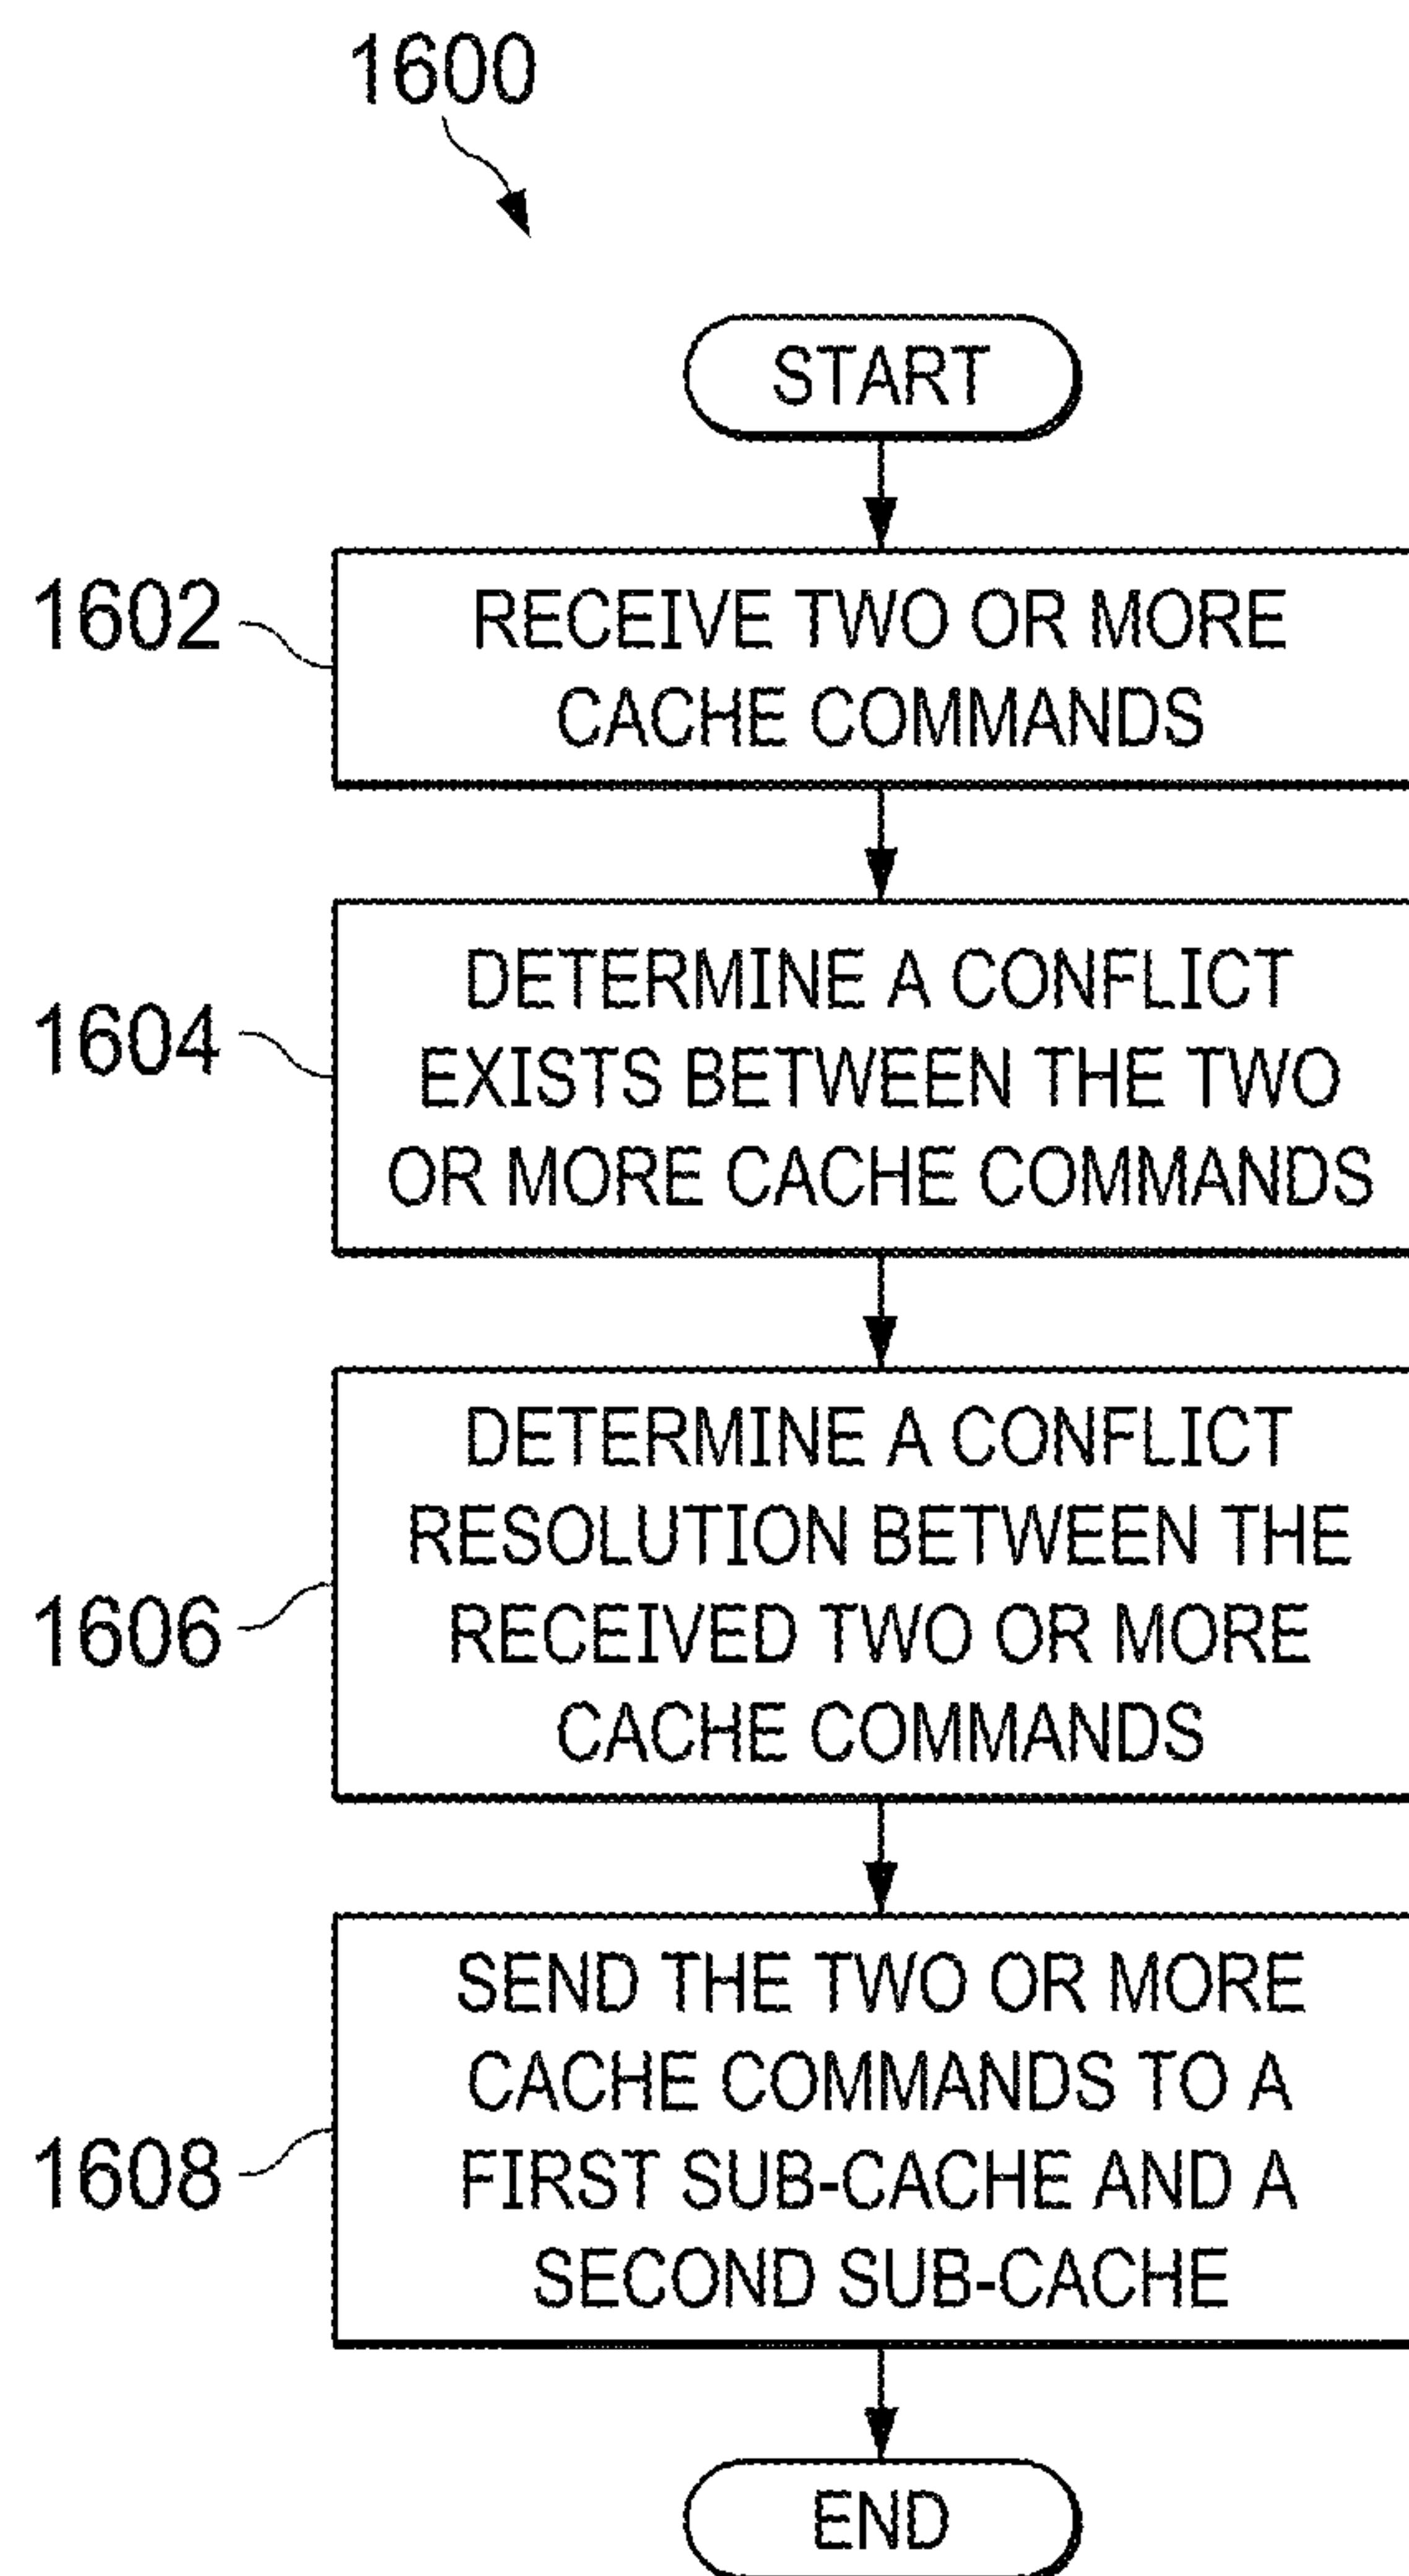 1600
START
1602
RECEIVE TWO OR MORE
CACHE COMMANDS
1604
DETERMINE A CONFLICT
EXISTS BETWEEN THE TWO
OR MORE CACHE COMMANDS
1606
DETERMINE A CONFLICT
RESOLUTION BETWEEN THE
RECEIVED TWO OR MORE
CACHE COMMANDS
1608
SEND THE TWO OR MORE
CACHE COMMANDS TO A
FIRST SUB-CACHE AND A
SECOND SUB-CACHE
END